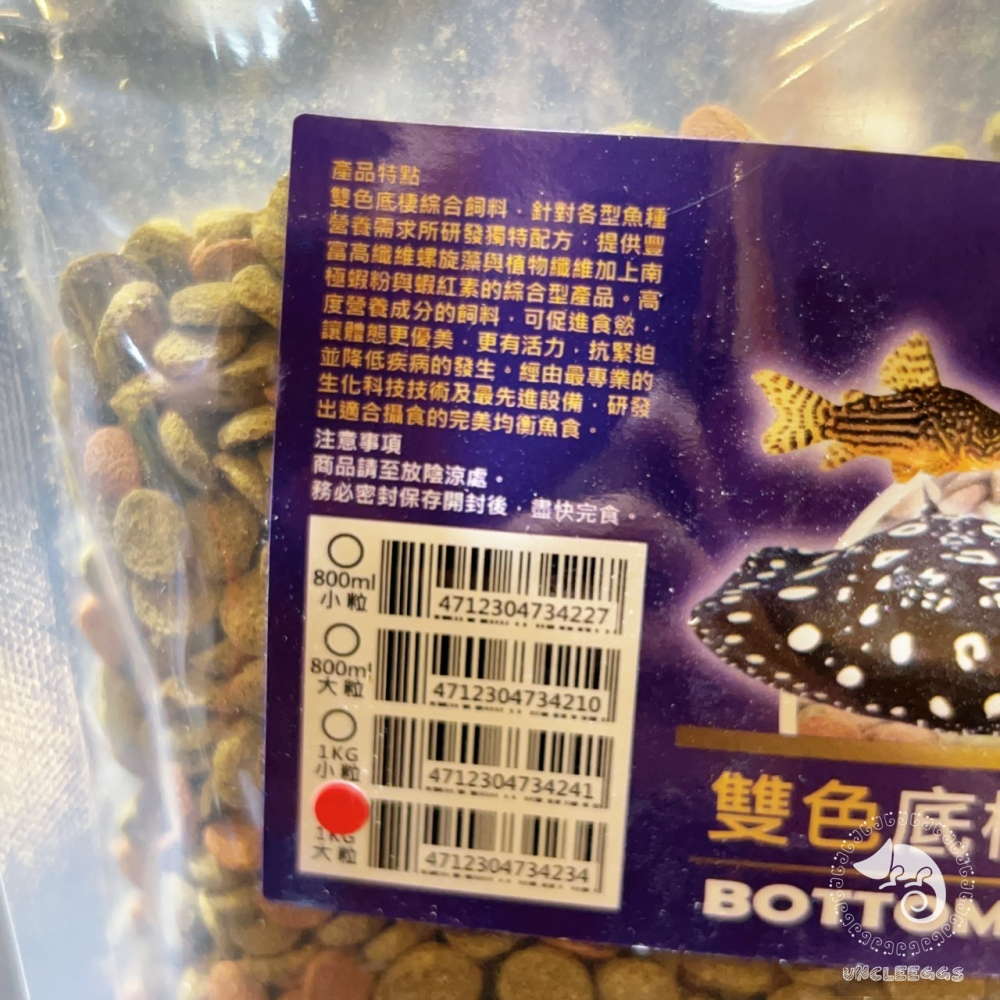 產品特點
雙色底棲綜合飼料，針對各型魚種
營養需求所研發獨特配方，提供豐
富高纖維螺旋藻與植物纖維加上南
極蝦粉與蝦紅素的綜合型產品。高
度營養成分的飼料，可促進食慾，
讓體態更優美，更有活力，抗緊迫
並降低疾病的發生。經由最專業的
生化科技技術及最先進設備，研發
出適合攝食的完美均衡魚食。
注意事項
商品請至放陰涼處。
務必密封保存開封後，盡快完食。
800ml
小粒
4712304734227
800ml
大粒
4712304734210
1KG
小粒
4712304734241
1KG
大粒
4712304734234
雙色底
BOTTOM
UNCLEEGGS